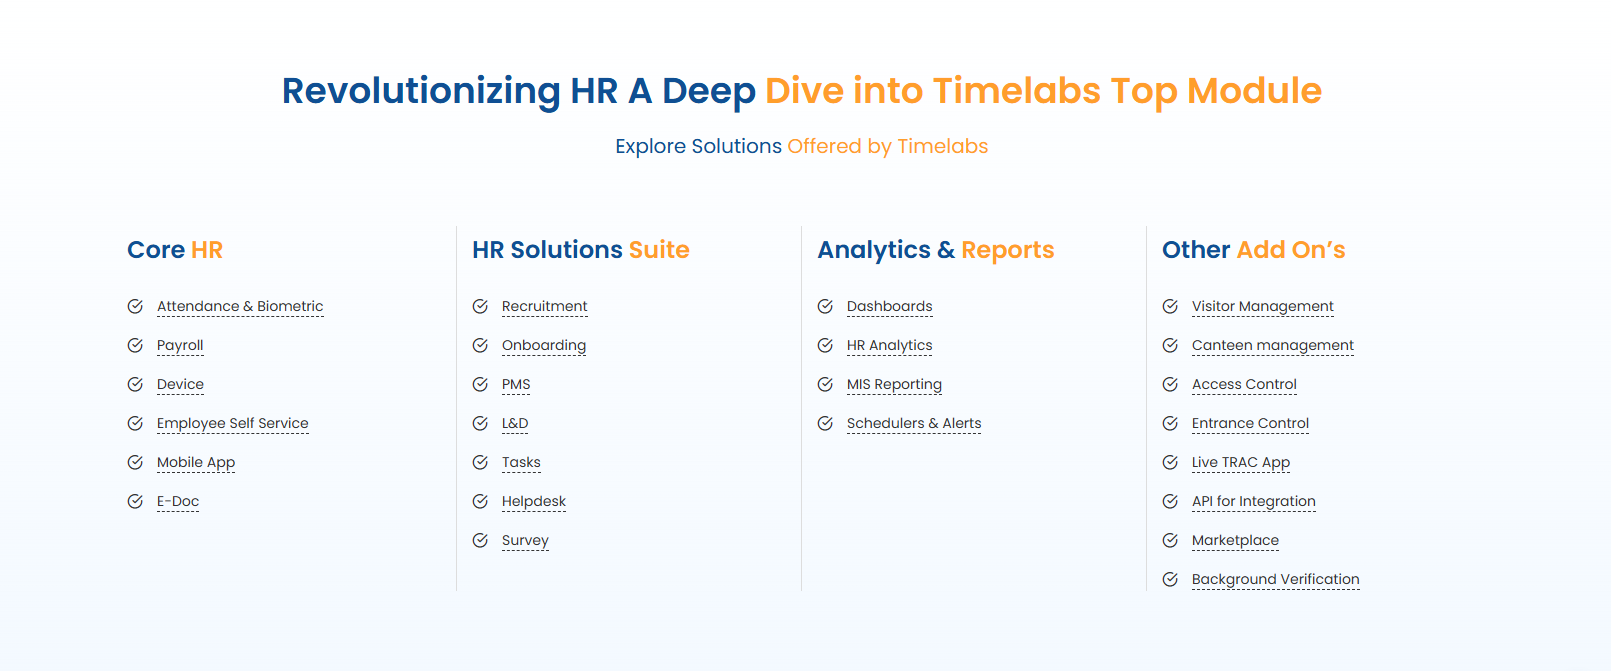 Revolutionizing HR A Deep Dive into Timelabs Top Module
Explore Solutions Offered by Timelabs
Core HR
Attendance & Biometric
Payroll
Device
Employee Self Service
Mobile App
E-Doc
HR Solutions Suite
Recruitment
Onboarding
PMS
L&D
Tasks
Helpdesk
Survey
Analytics & Reports
Dashboards
HR Analytics
MIS Reporting
Schedulers & Alerts
Other Add On’s
Visitor Management
Canteen management
Access Control
Entrance Control
Live TRAC App
API for Integration
Marketplace
Background Verification